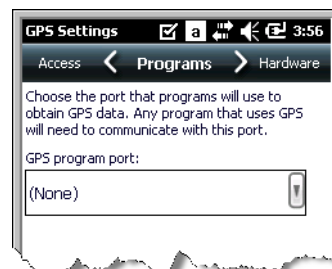 GPS Settings a 3:56
Access Programs Hardware
Choose the port that programs will use to
obtain GPS data. Any program that uses GPS
will need to communicate with this port.
GPS program port:
(None)